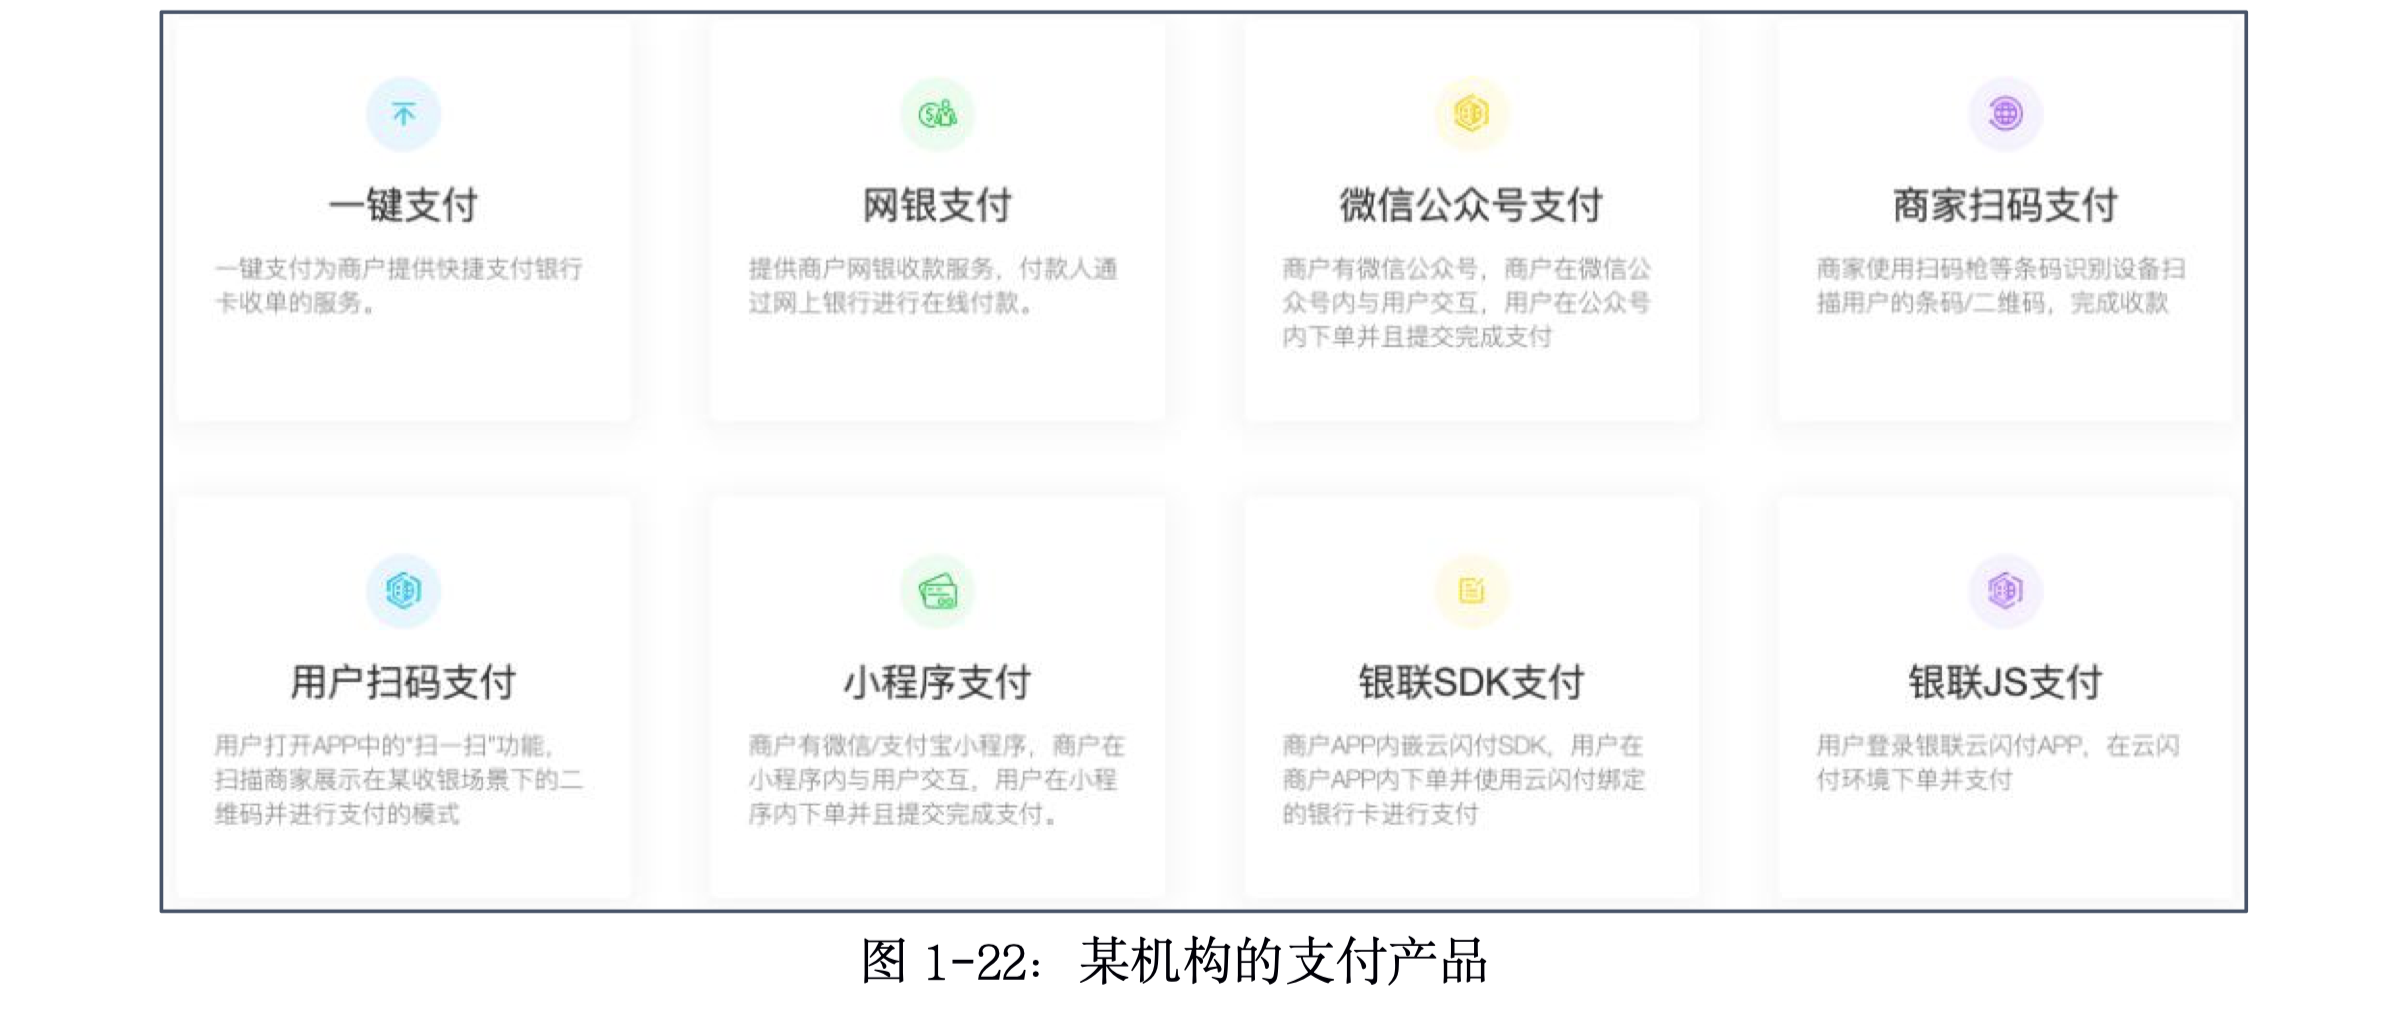 一键支付
一键支付为商户提供快捷支付银行
卡收单的服务。
网银支付
提供商户网银收款服务，付款人通
过网上银行进行在线付款。
微信公众号支付
商户有微信公众号，商户在微信公
众号内与用户交互，用户在公众号
内下单并且提交完成支付
商家扫码支付
商家使用扫码枪等条码识别设备扫
描用户的条码/二维码，完成收款
用户扫码支付
用户打开APP中的"扫一扫"功能，
扫描商家展示在某收银场景下的二
维码并进行支付的模式
小程序支付
商户有微信/支付宝小程序，商户在
小程序内与用户交互，用户在小程
序内下单并且提交完成支付。
银联SDK支付
商户APP内嵌云闪付SDK，用户在
商户APP内下单并使用云闪付绑定
的银行卡进行支付
银联JS支付
用户登录银联云闪付APP，在云闪
付环境下单并支付
图 1-22：某机构的支付产品